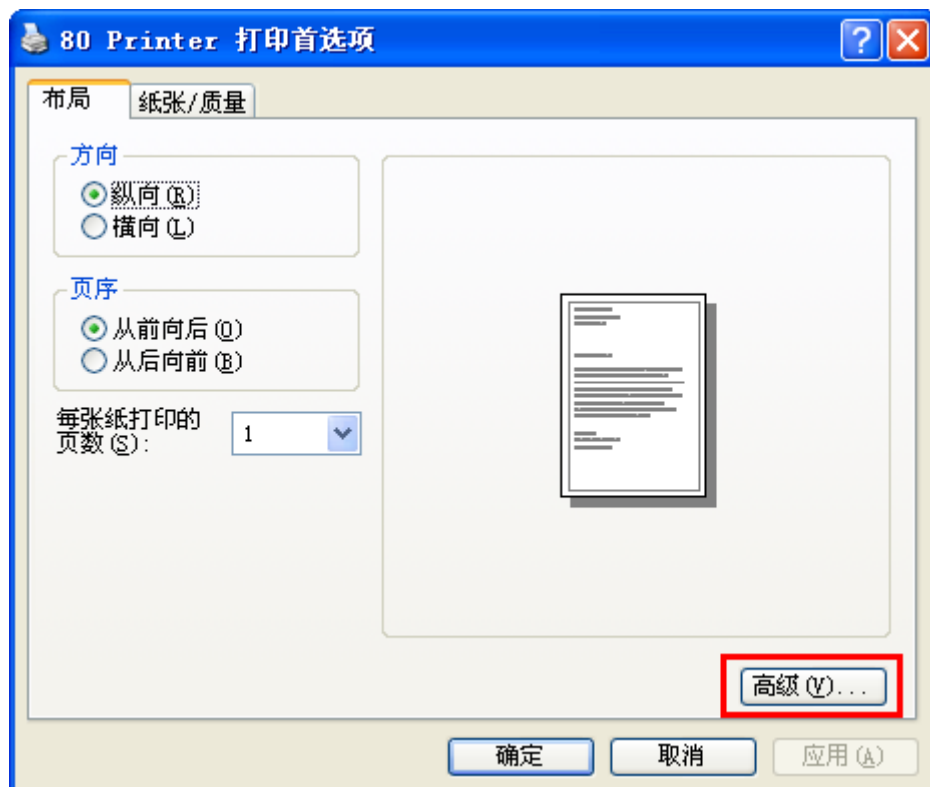 80 Printer 打印首选项
布局
纸张/质量
方向
纵向(R)
横向(L)
页序
从前向后(O)
从后向前(B)
每张纸打印的
页数(S):
1
高级(V)...
确定
取消
应用(A)